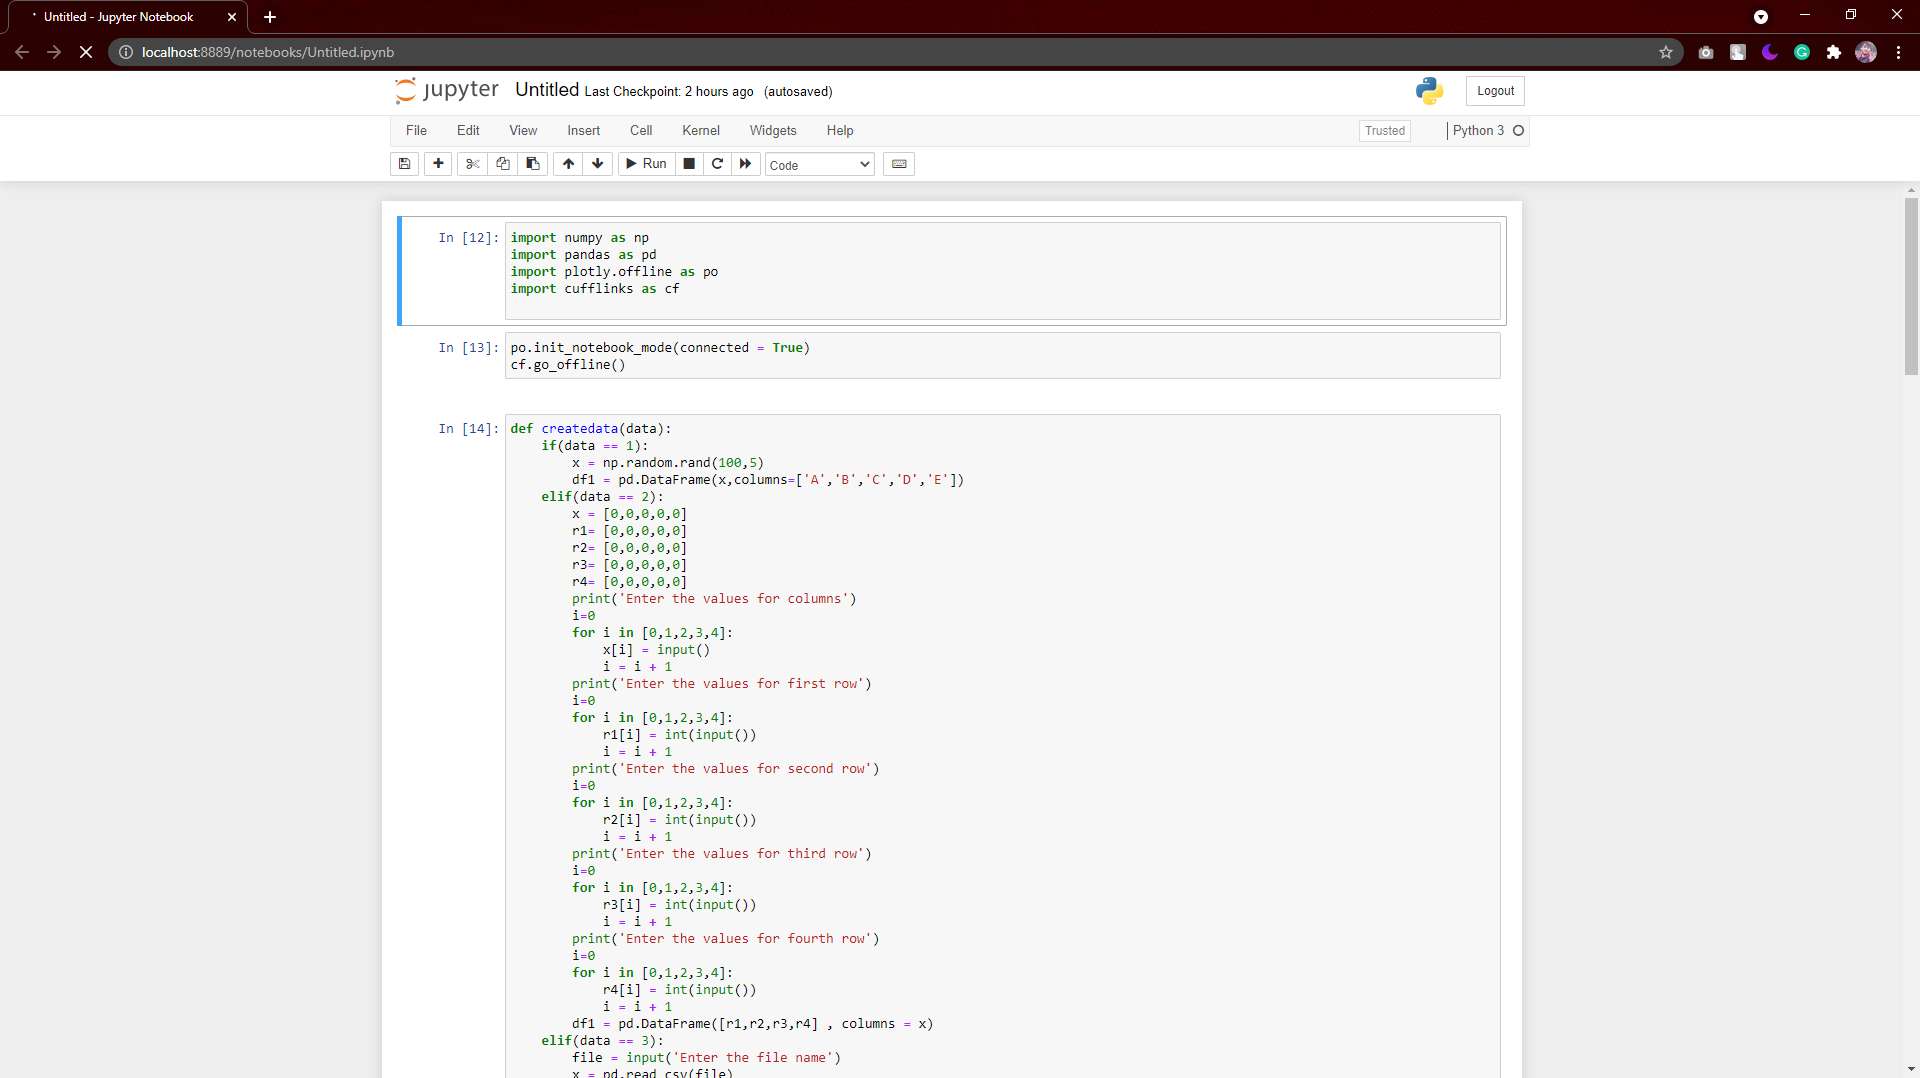 Untitled - Jupyter Notebook
localhost:8889/notebooks/Untitled.ipynb
jupyter Untitled Last Checkpoint: 2 hours ago (autosaved) Logout
File Edit View Insert Cell Kernel Widgets Help Trusted Python 3
Run Code
In [12]: import numpy as np
import pandas as pd
import plotly.offline as po
import cufflinks as cf
In [13]: po.init_notebook_mode(connected = True)
cf.go_offline()
In [14]: def createdata(data):
    if(data == 1):
        x = np.random.rand(100,5)
        df1 = pd.DataFrame(x,columns=['A','B','C','D','E'])
    elif(data == 2):
        x = [0,0,0,0,0]
        r1= [0,0,0,0,0]
        r2= [0,0,0,0,0]
        r3= [0,0,0,0,0]
        r4= [0,0,0,0,0]
        print('Enter the values for columns')
        i=0
        for i in [0,1,2,3,4]:
            x[i] = input()
            i = i + 1
        print('Enter the values for first row')
        i=0
        for i in [0,1,2,3,4]:
            r1[i] = int(input())
            i = i + 1
        print('Enter the values for second row')
        i=0
        for i in [0,1,2,3,4]:
            r2[i] = int(input())
            i = i + 1
        print('Enter the values for third row')
        i=0
        for i in [0,1,2,3,4]:
            r3[i] = int(input())
            i = i + 1
        print('Enter the values for fourth row')
        i=0
        for i in [0,1,2,3,4]:
            r4[i] = int(input())
            i = i + 1
        df1 = pd.DataFrame([r1,r2,r3,r4] , columns = x)
    elif(data == 3):
        file = input('Enter the file name')
        x = pd.read_csv(file)